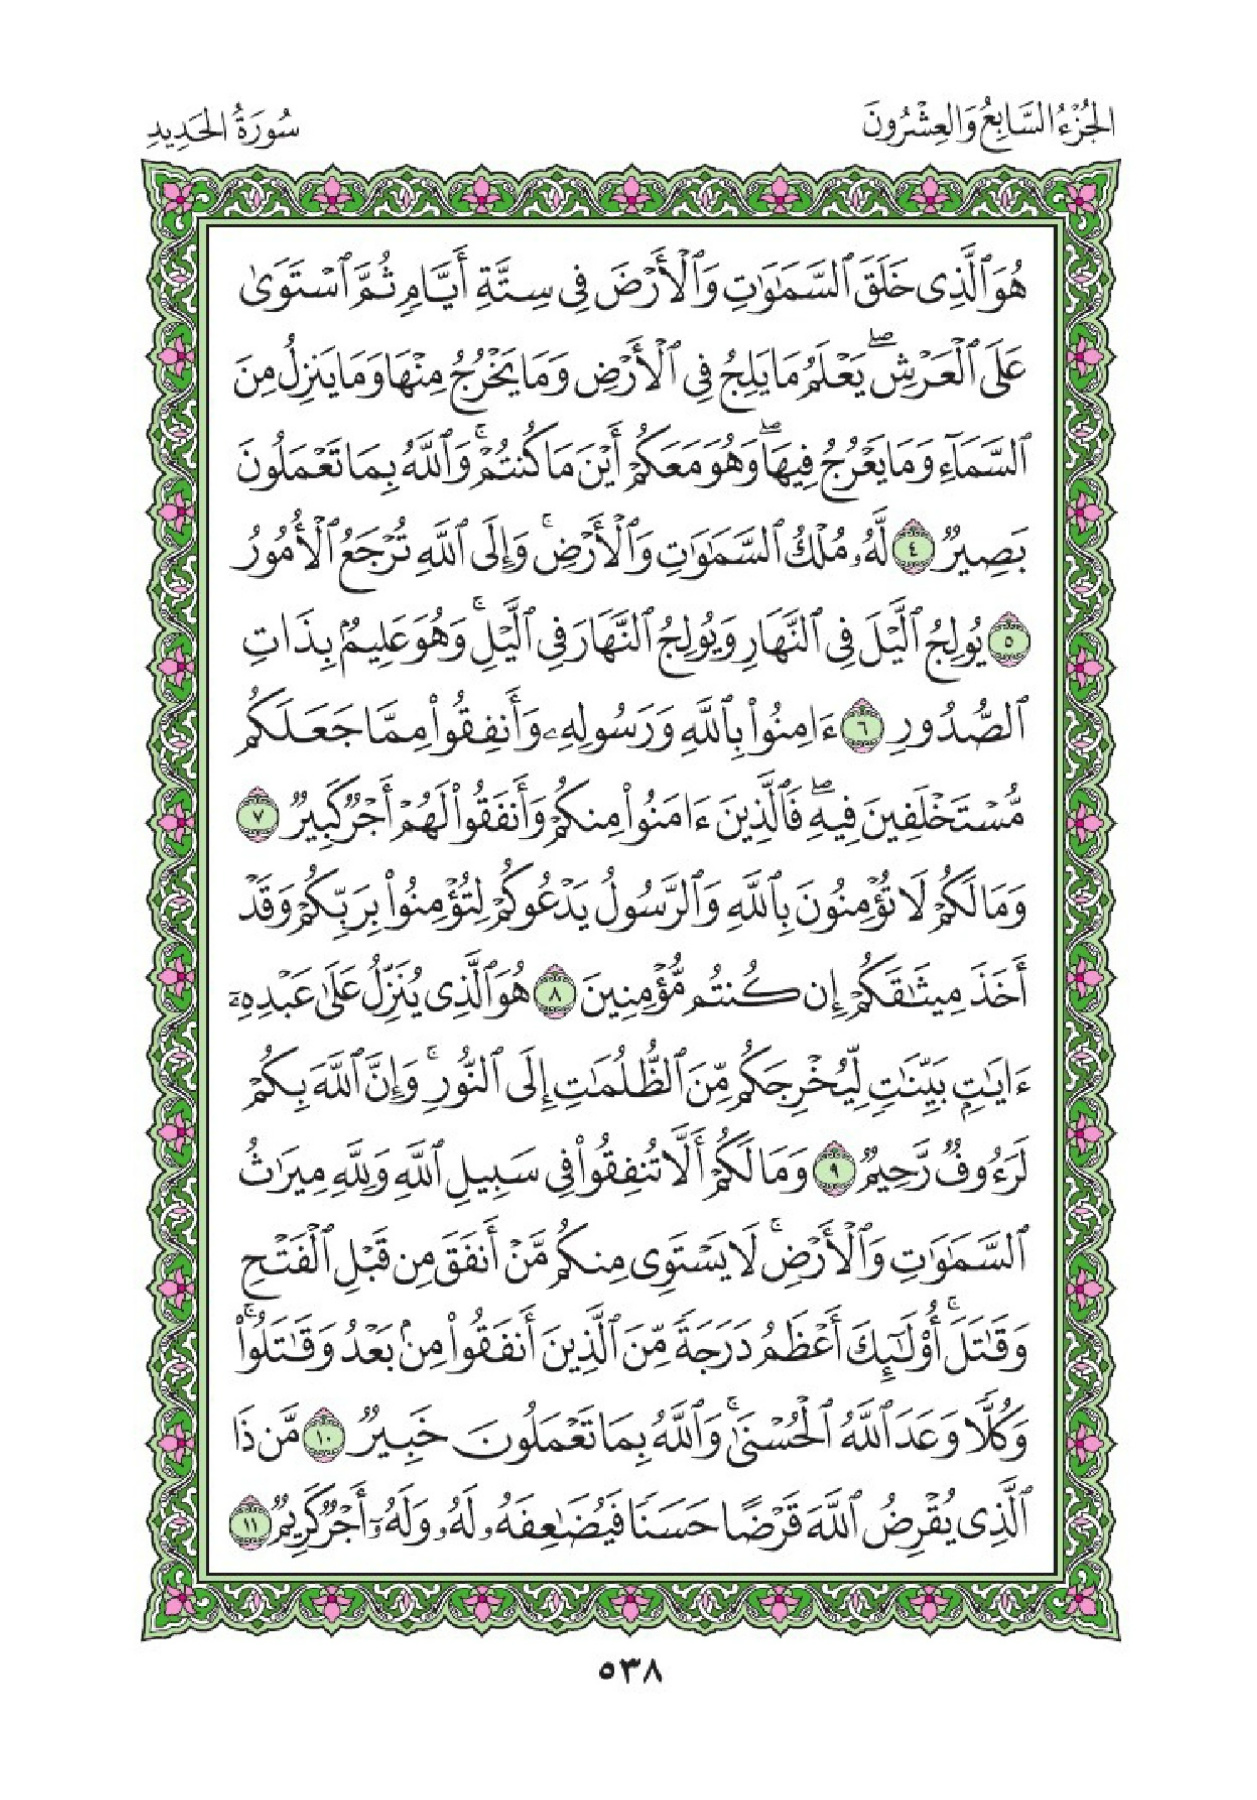 الجُزْءُ السَّابِعُ وَالعِشْرُونَ
سُورَةُ الحَدِيدِ
هُوَ ٱلَّذِى خَلَقَ ٱلسَّمَٰوَٰتِ وَٱلْأَرْضَ فِى سِتَّةِ أَيَّامٍ ثُمَّ ٱسْتَوَىٰ
عَلَى ٱلْعَرْشِ ۖ يَعْلَمُ مَا يَلِجُ فِى ٱلْأَرْضِ وَمَا يَخْرُجُ مِنْهَا وَمَا يَنزِلُ مِنَ
ٱلسَّمَآءِ وَمَا يَعْرُجُ فِيهَا ۖ وَهُوَ مَعَكُمْ أَيْنَ مَا كُنتُمْ ۚ وَٱللَّهُ بِمَا تَعْمَلُونَ
بَصِيرٌ ٤ لَّهُۥ مُلْكُ ٱلسَّمَٰوَٰتِ وَٱلْأَرْضِ ۚ وَإِلَى ٱللَّهِ تُرْجَعُ ٱلْأُمُورُ
٥ يُولِجُ ٱلَّيْلَ فِى ٱلنَّهَارِ وَيُولِجُ ٱلنَّهَارَ فِى ٱلَّيْلِ ۚ وَهُوَ عَلِيمٌۢ بِذَاتِ
ٱلصُّدُورِ ٦ ءَامِنُوا۟ بِٱللَّهِ وَرَسُولِهِۦ وَأَنفِقُوا۟ مِمَّا جَعَلَكُم
مُّسْتَخْلَفِينَ فِيهِ ۖ فَٱلَّذِينَ ءَامَنُوا۟ مِنكُمْ وَأَنفَقُوا۟ لَهُمْ أَجْرٌ كَبِيرٌ ٧
وَمَا لَكُمْ لَا تُؤْمِنُونَ بِٱللَّهِ وَٱلرَّسُولُ يَدْعُوكُمْ لِتُؤْمِنُوا۟ بِرَبِّكُمْ وَقَدْ
أَخَذَ مِيثَٰقَكُمْ إِن كُنتُم مُّؤْمِنِينَ ٨ هُوَ ٱلَّذِى يُنَزِّلُ عَلَىٰ عَبْدِهِۦٓ
ءَايَٰتٍۭ بَيِّنَٰتٍ لِّيُخْرِجَكُم مِّنَ ٱلظُّلُمَٰتِ إِلَى ٱلنُّورِ ۚ وَإِنَّ ٱللَّهَ بِكُمْ
لَرَءُوفٌ رَّحِيمٌ ٩ وَمَا لَكُمْ أَلَّا تُنفِقُوا۟ فِى سَبِيلِ ٱللَّهِ وَلِلَّهِ مِيرَٰثُ
ٱلسَّمَٰوَٰتِ وَٱلْأَرْضِ ۚ لَا يَسْتَوِى مِنكُم مَّنْ أَنفَقَ مِن قَبْلِ ٱلْفَتْحِ
وَقَٰتَلَ ۚ أُو۟لَٰٓئِكَ أَعْظَمُ دَرَجَةً مِّنَ ٱلَّذِينَ أَنفَقُوا۟ مِنۢ بَعْدُ وَقَٰتَلُوا۟ ۚ
وَكُلًّا وَعَدَ ٱللَّهُ ٱلْحُسْنَىٰ ۚ وَٱللَّهُ بِمَا تَعْمَلُونَ خَبِيرٌ ١٠ مَّن ذَا
ٱلَّذِى يُقْرِضُ ٱللَّهَ قَرْضًا حَسَنًا فَيُضَٰعِفَهُۥ لَهُۥ وَلَهُۥٓ أَجْرٌ كَرِيمٌ ١١
٥٣٨